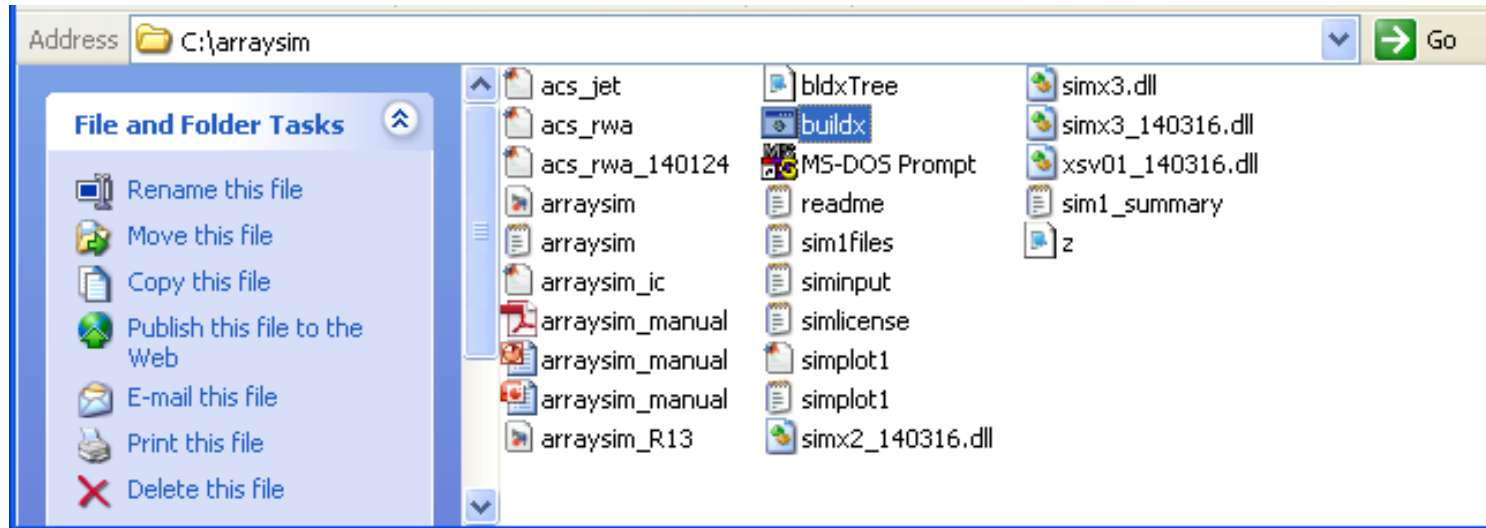 Address C:\arraysim Go
File and Folder Tasks
Rename this file
Move this file
Copy this file
Publish this file to the
Web
E-mail this file
Print this file
Delete this file
acs_jet
acs_rwa
acs_rwa_140124
arraysim
arraysim
arraysim_ic
arraysim_manual
arraysim_manual
arraysim_manual
arraysim_R13
bldxTree
buildx
MS-DOS Prompt
readme
sim1files
siminput
simlicense
simplot1
simplot1
simx2_140316.dll
simx3.dll
simx3_140316.dll
xsv01_140316.dll
sim1_summary
z